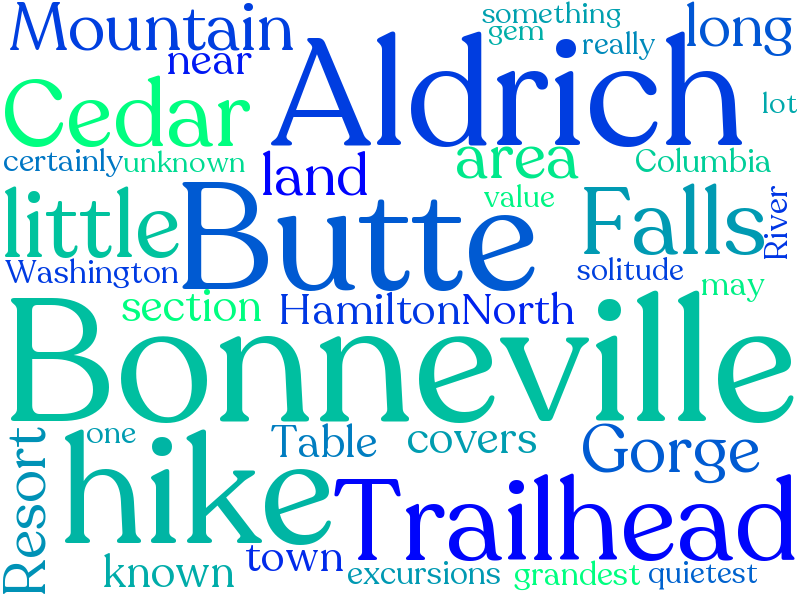 Mountain
something
gem
really
long
near
Aldrich
Cedar
lot
certainly
unknown
land
area
Columbia
little
Butte
value
Falls
River
Washington
solitude
may
section
Hamilton
North
Bonneville
one
Table
covers
Gorge
Resort
hike
Trailhead
town
known
excursions
grandest
quietest